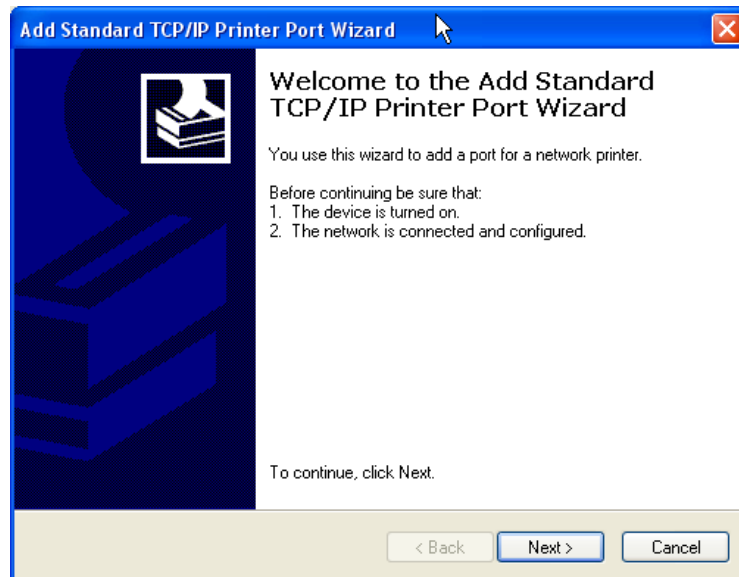 Add Standard TCP/IP Printer Port Wizard
Welcome to the Add Standard
TCP/IP Printer Port Wizard
You use this wizard to add a port for a network printer.
Before continuing be sure that:
1. The device is turned on.
2. The network is connected and configured.
To continue, click Next.
< Back
Next >
Cancel